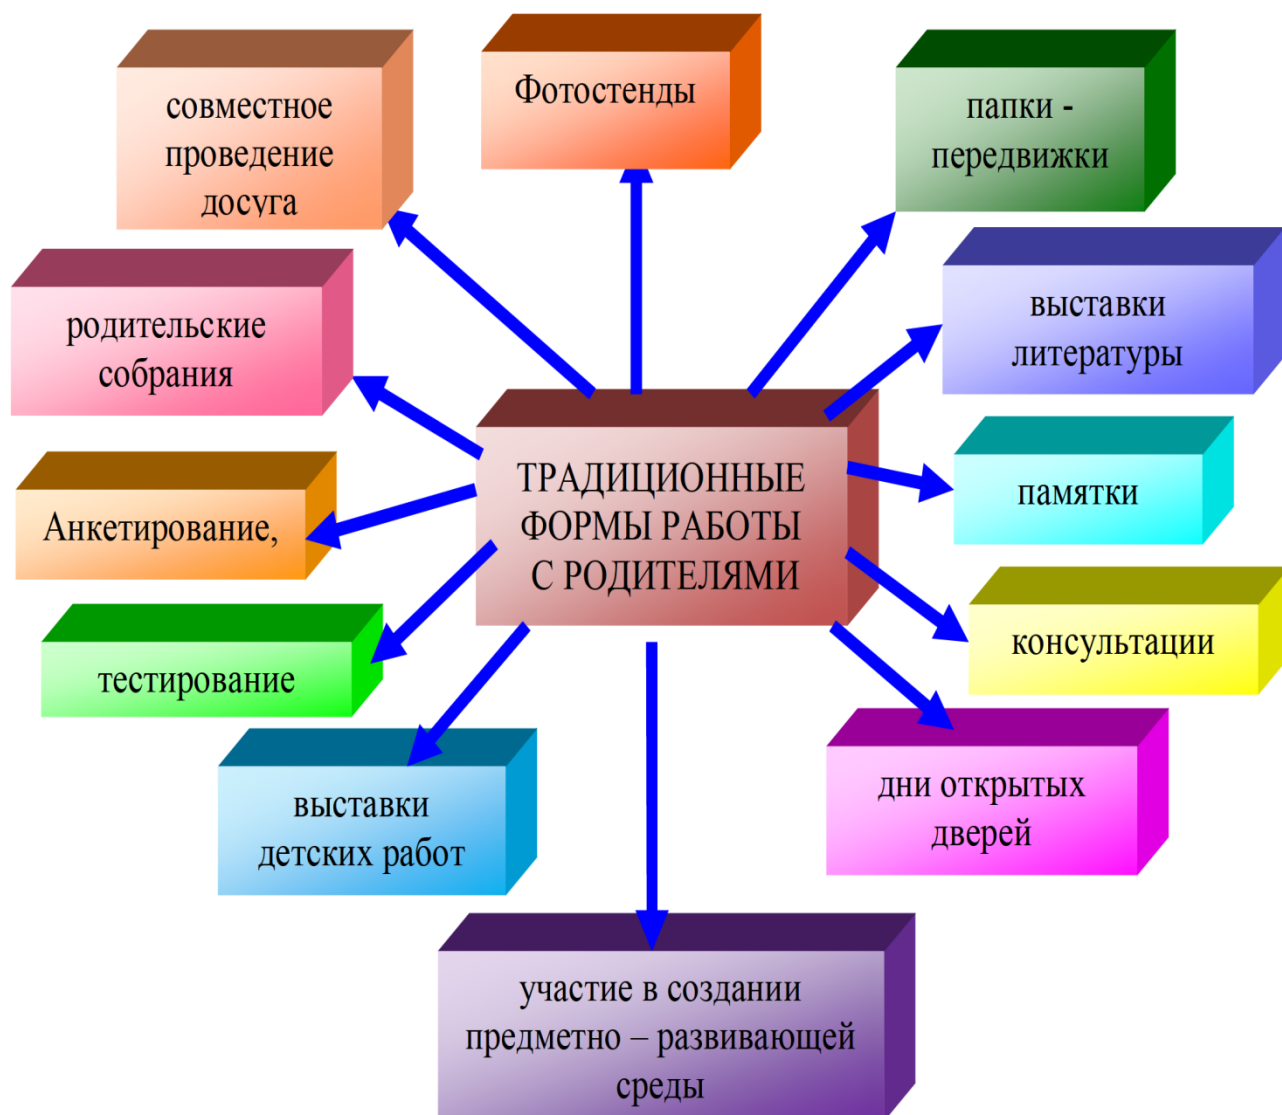 Фотостенды
совместное
проведение
досуга
папки -
передвижки
родительские
собрания
выставки
литературы
ТРАДИЦИОННЫЕ
ФОРМЫ РАБОТЫ
С РОДИТЕЛЯМИ
Анкетирование,
памятки
тестирование
консультации
выставки
детских работ
дни открытых
дверей
участие в создании
предметно – развивающей
среды